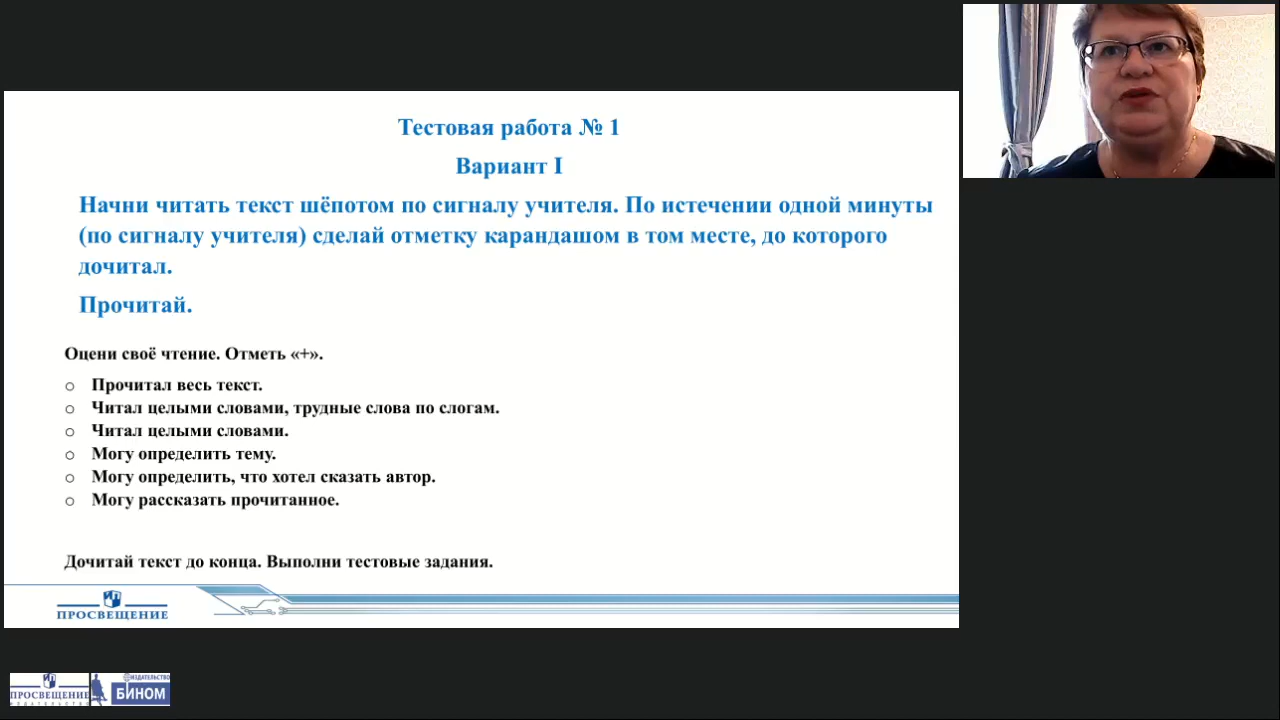 Тестовая работа № 1
Вариант I
Начни читать текст шёпотом по сигналу учителя. По истечении одной минуты
(по сигналу учителя) сделай отметку карандашом в том месте, до которого
дочитал.
Прочитай.
Оцени своё чтение. Отметь «+».
Прочитал весь текст.
Читал целыми словами, трудные слова по слогам.
Читал целыми словами.
Могу определить тему.
Могу определить, что хотел сказать автор.
Могу рассказать прочитанное.
Дочитай текст до конца. Выполни тестовые задания.
ПРОСВЕЩЕНИЕ
ПРОСВЕЩЕНИЕ
ИЗДАТЕЛЬСТВО
ИЗДАТЕЛЬСТВО
БИНОМ